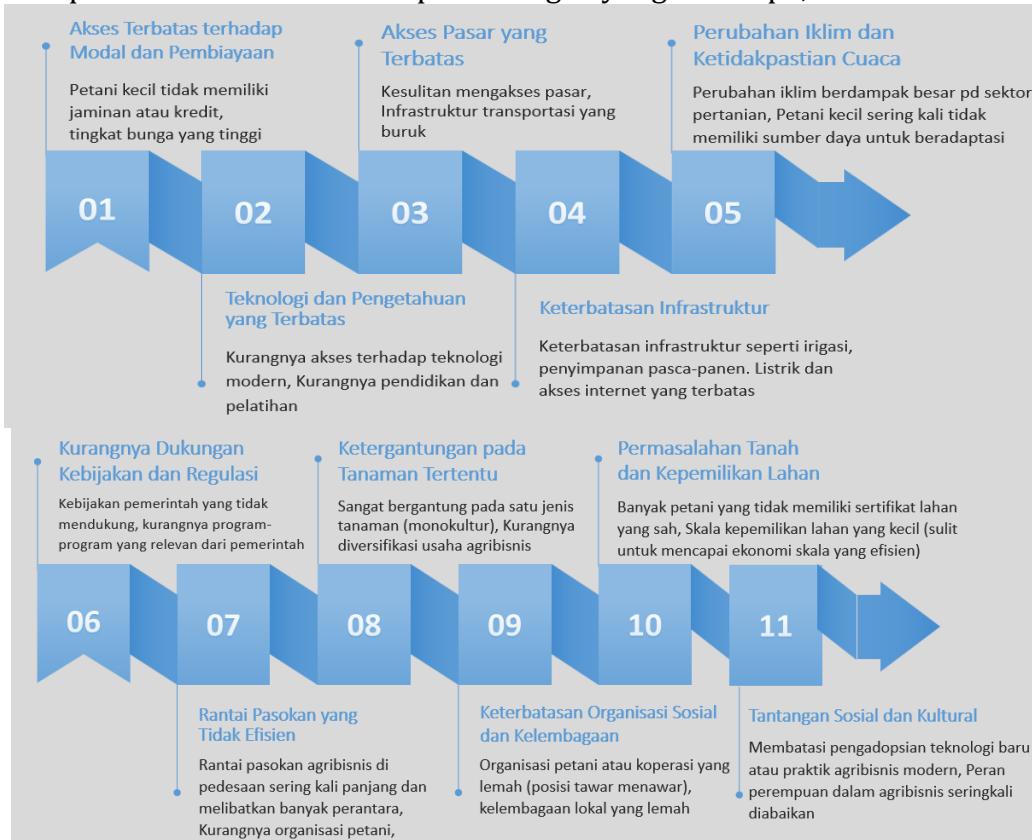 Akses Terbatas terhadap
Modal dan Pembiayaan
Petani kecil tidak memiliki
jaminan atau kredit,
tingkat bunga yang tinggi
Akses Pasar yang
Terbatas
Kesulitan mengakses pasar,
Infrastruktur transportasi yang
buruk
Perubahan Iklim dan
Ketidakpastian Cuaca
Perubahan iklim berdampak besar pd sektor
pertanian, Petani kecil sering kali tidak
memiliki sumber daya untuk beradaptasi
01
02
03
04
05
Teknologi dan Pengetahuan
yang Terbatas
Kurangnya akses terhadap teknologi
modern, Kurangnya pendidikan dan
pelatihan
Keterbatasan Infrastruktur
Keterbatasan infrastruktur seperti irigasi,
penyimpanan pasca-panen. Listrik dan
akses internet yang terbatas
Kurangnya Dukungan
Kebijakan dan Regulasi
Kebijakan pemerintah yang tidak
mendukung, kurangnya program-
program yang relevan dari pemerintah
Ketergantungan pada
Tanaman Tertentu
Sangat bergantung pada satu jenis
tanaman (monokultur), Kurangnya
diversifikasi usaha agribisnis
Permasalahan Tanah
dan Kepemilikan Lahan
Banyak petani yang tidak memiliki sertifikat lahan
yang sah, Skala kepemilikan lahan yang kecil (sulit
untuk mencapai ekonomi skala yang efisien)
06
07
08
09
10
11
Rantai Pasokan yang
Tidak Efisien
Rantai pasokan agribisnis di
pedesaan sering kali panjang dan
melibatkan banyak perantara,
Kurangnya organisasi petani,
Keterbatasan Organisasi Sosial
dan Kelembagaan
Organisasi petani atau koperasi yang
lemah (posisi tawar menawar),
kelembagaan lokal yang lemah
Tantangan Sosial dan Kultural
Membatasi pengadopsian teknologi baru
atau praktik agribisnis modern, Peran
perempuan dalam agribisnis seringkali
diabaikan